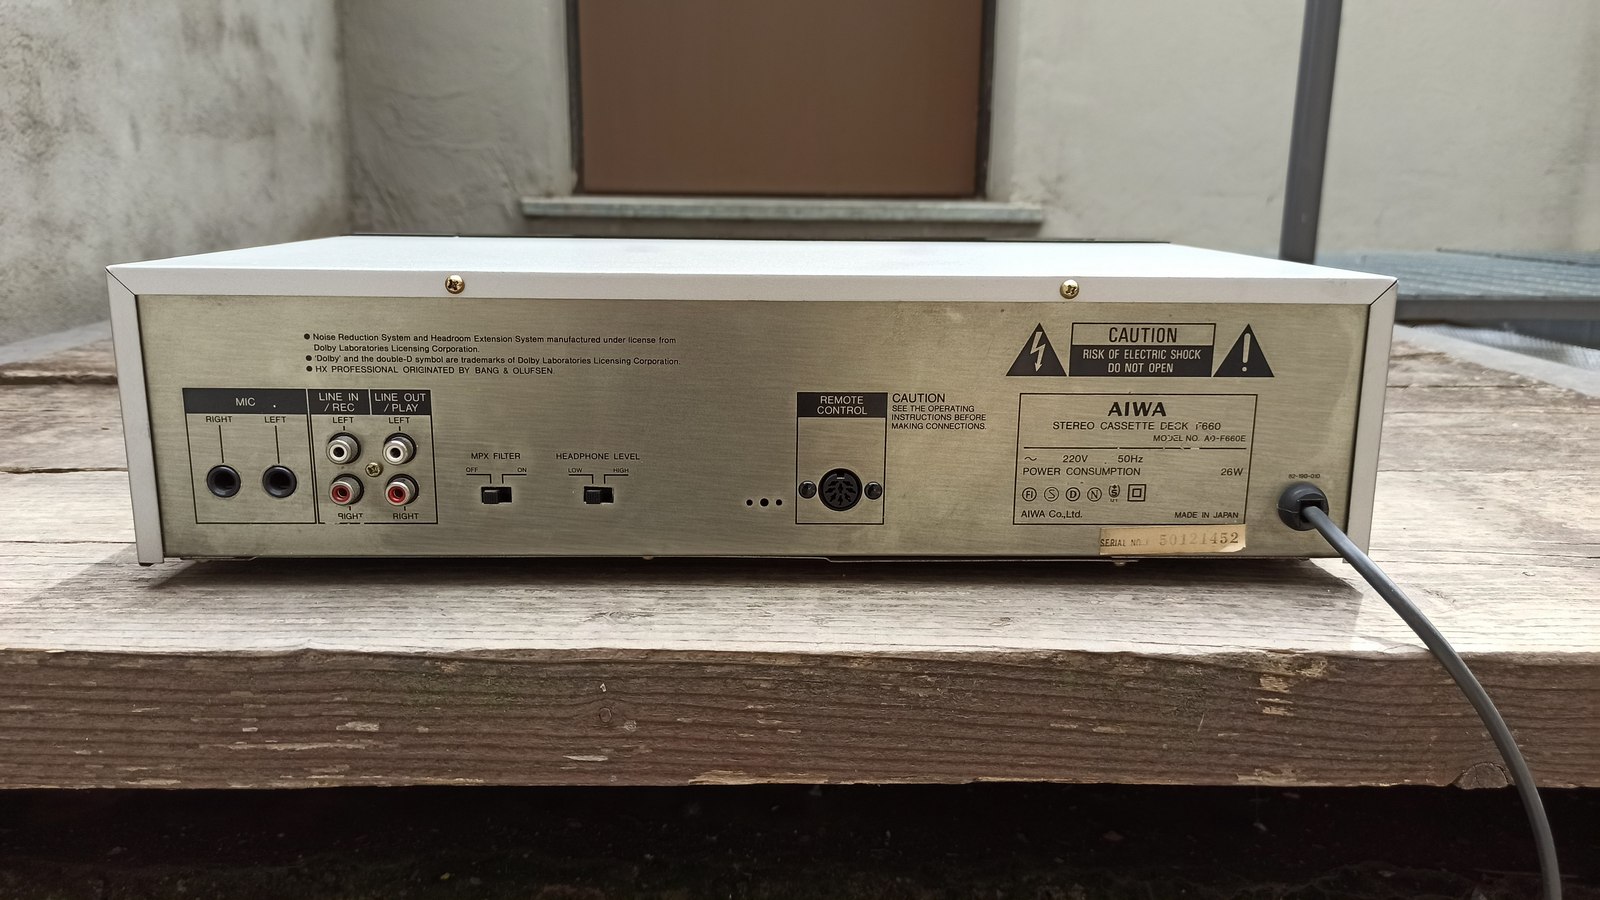 ● Noise Reduction System and Headroom Extension System manufactured under license from
Dolby Laboratories Licensing Corporation.
● 'Dolby' and the double-D symbol are trademarks of Dolby Laboratories Licensing Corporation.
● HX PROFESSIONAL ORIGINATED BY BANG & OLUFSEN.
MIC
RIGHT LEFT
LINE IN
/ REC
LEFT
RIGHT
LINE OUT
/ PLAY
LEFT
RIGHT
MPX FILTER
OFF ON
HEADPHONE LEVEL
LOW HIGH
REMOTE
CONTROL
CAUTION
SEE THE OPERATING
INSTRUCTIONS BEFORE
MAKING CONNECTIONS.
CAUTION
RISK OF ELECTRIC SHOCK
DO NOT OPEN
AIWA
STEREO CASSETTE DECK F660
MODEL NO. AD-F660E
~ 220V 50Hz
POWER CONSUMPTION 26W
FI S D N
AIWA Co.,Ltd. MADE IN JAPAN
SERIAL NO. 50121452